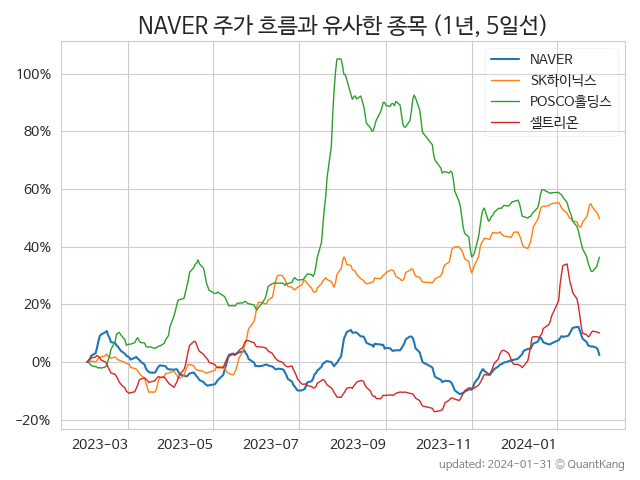 NAVER 주가 흐름과 유사한 종목 (1년, 5일선)
NAVER
SK하이닉스
POSCO홀딩스
셀트리온
100%
80%
60%
40%
20%
0%
−20%
2023-03
2023-05
2023-07
2023-09
2023-11
2024-01
updated: 2024-01-31 © QuantKang